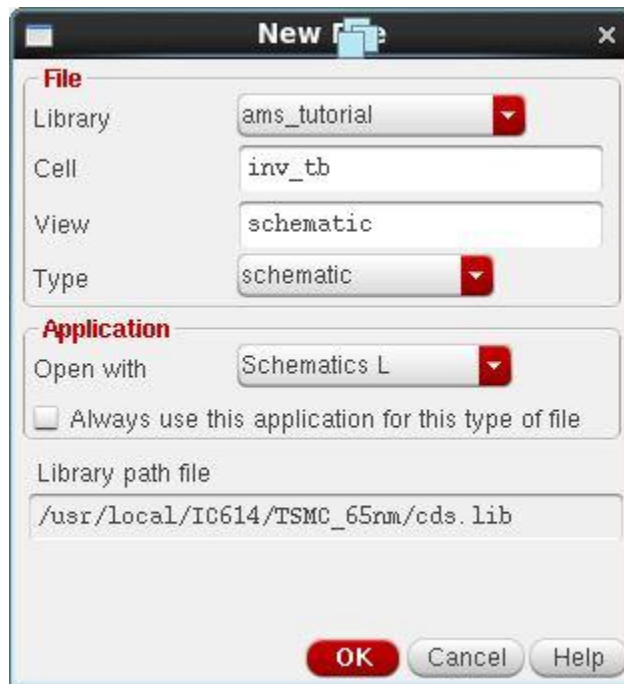 New
File
Library ams_tutorial
Cell inv_tb
View schematic
Type schematic
Application
Open with Schematics L
Always use this application for this type of file
Library path file
/usr/local/IC614/TSMC_65nm/cds.lib
OK Cancel Help